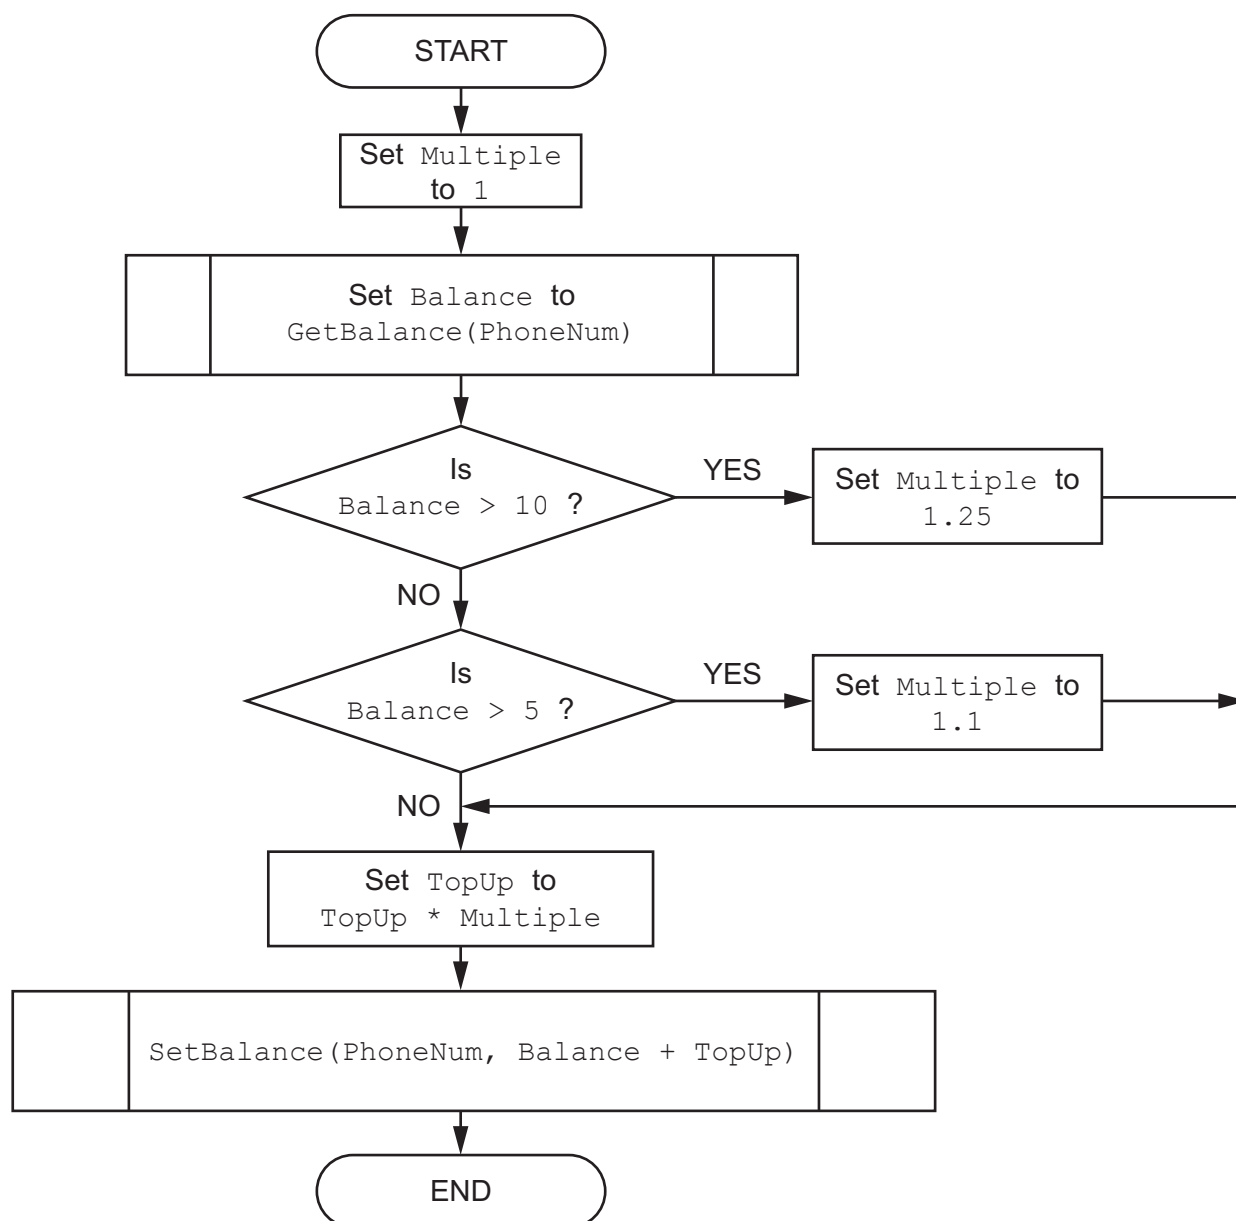 START
Set Multiple
to 1
Set Balance to
GetBalance(PhoneNum)
Is
Balance > 10 ?
YES
Set Multiple to
1.25
NO
Is
Balance > 5 ?
YES
Set Multiple to
1.1
NO
Set TopUp to
TopUp * Multiple
SetBalance(PhoneNum, Balance + TopUp)
END